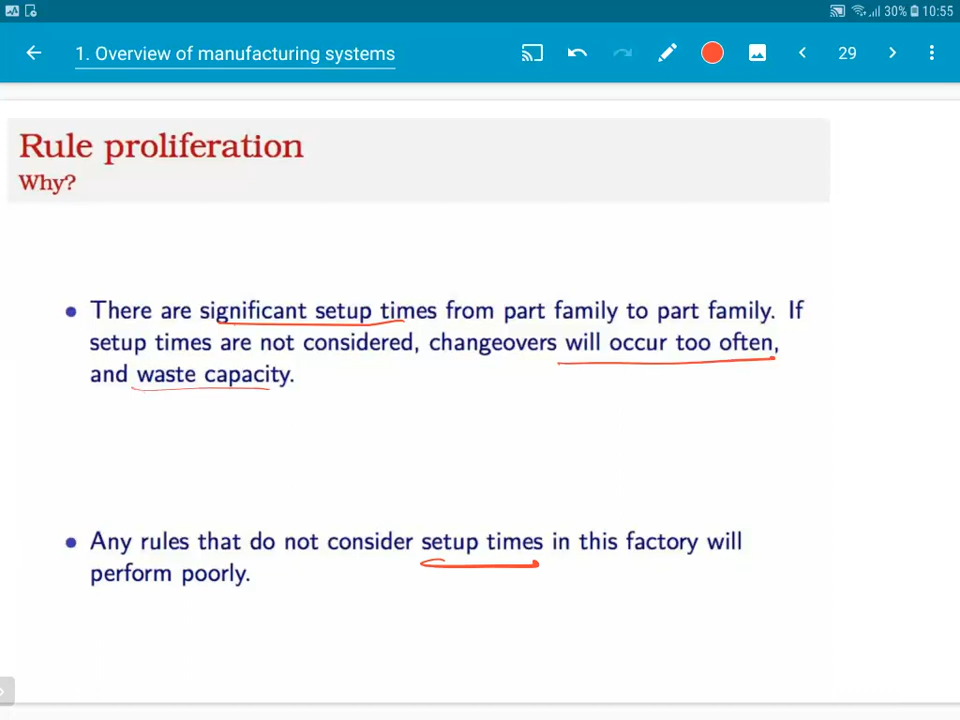 30% 10:55
1. Overview of manufacturing systems
29
Rule proliferation
Why?
• There are significant setup times from part family to part family. If
setup times are not considered, changeovers will occur too often,
and waste capacity.
• Any rules that do not consider setup times in this factory will
perform poorly.